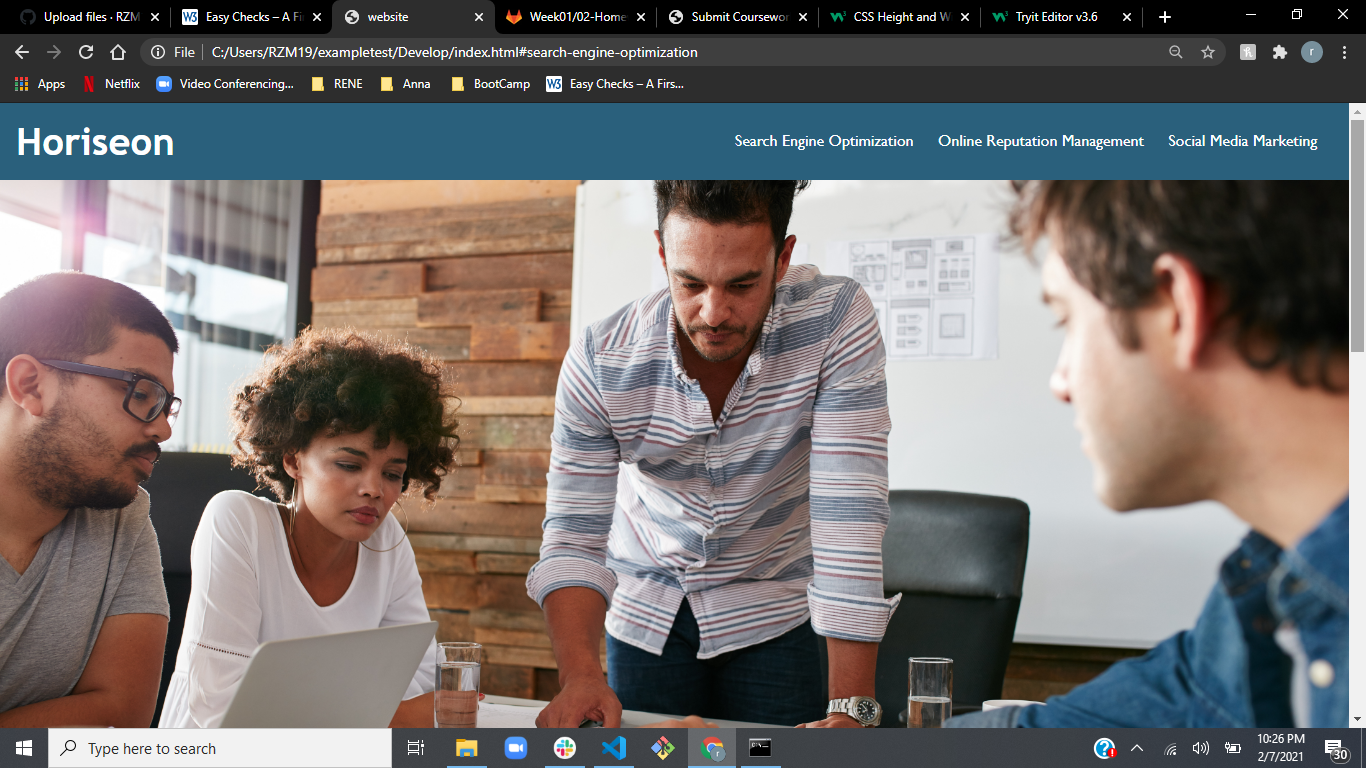 Upload files · RZM
Easy Checks – A Fi
website
Week01/02-Home
Submit Coursewor
CSS Height and W
Tryit Editor v3.6
File
C:/Users/RZM19/exampletest/Develop/index.html#search-engine-optimization
r
Apps
Netflix
Video Conferencing...
RENE
Anna
BootCamp
W3
Easy Checks – A Firs...
Horiseon
Search Engine Optimization
Online Reputation Management
Social Media Marketing
Type here to search
10:26 PM
2/7/2021
30